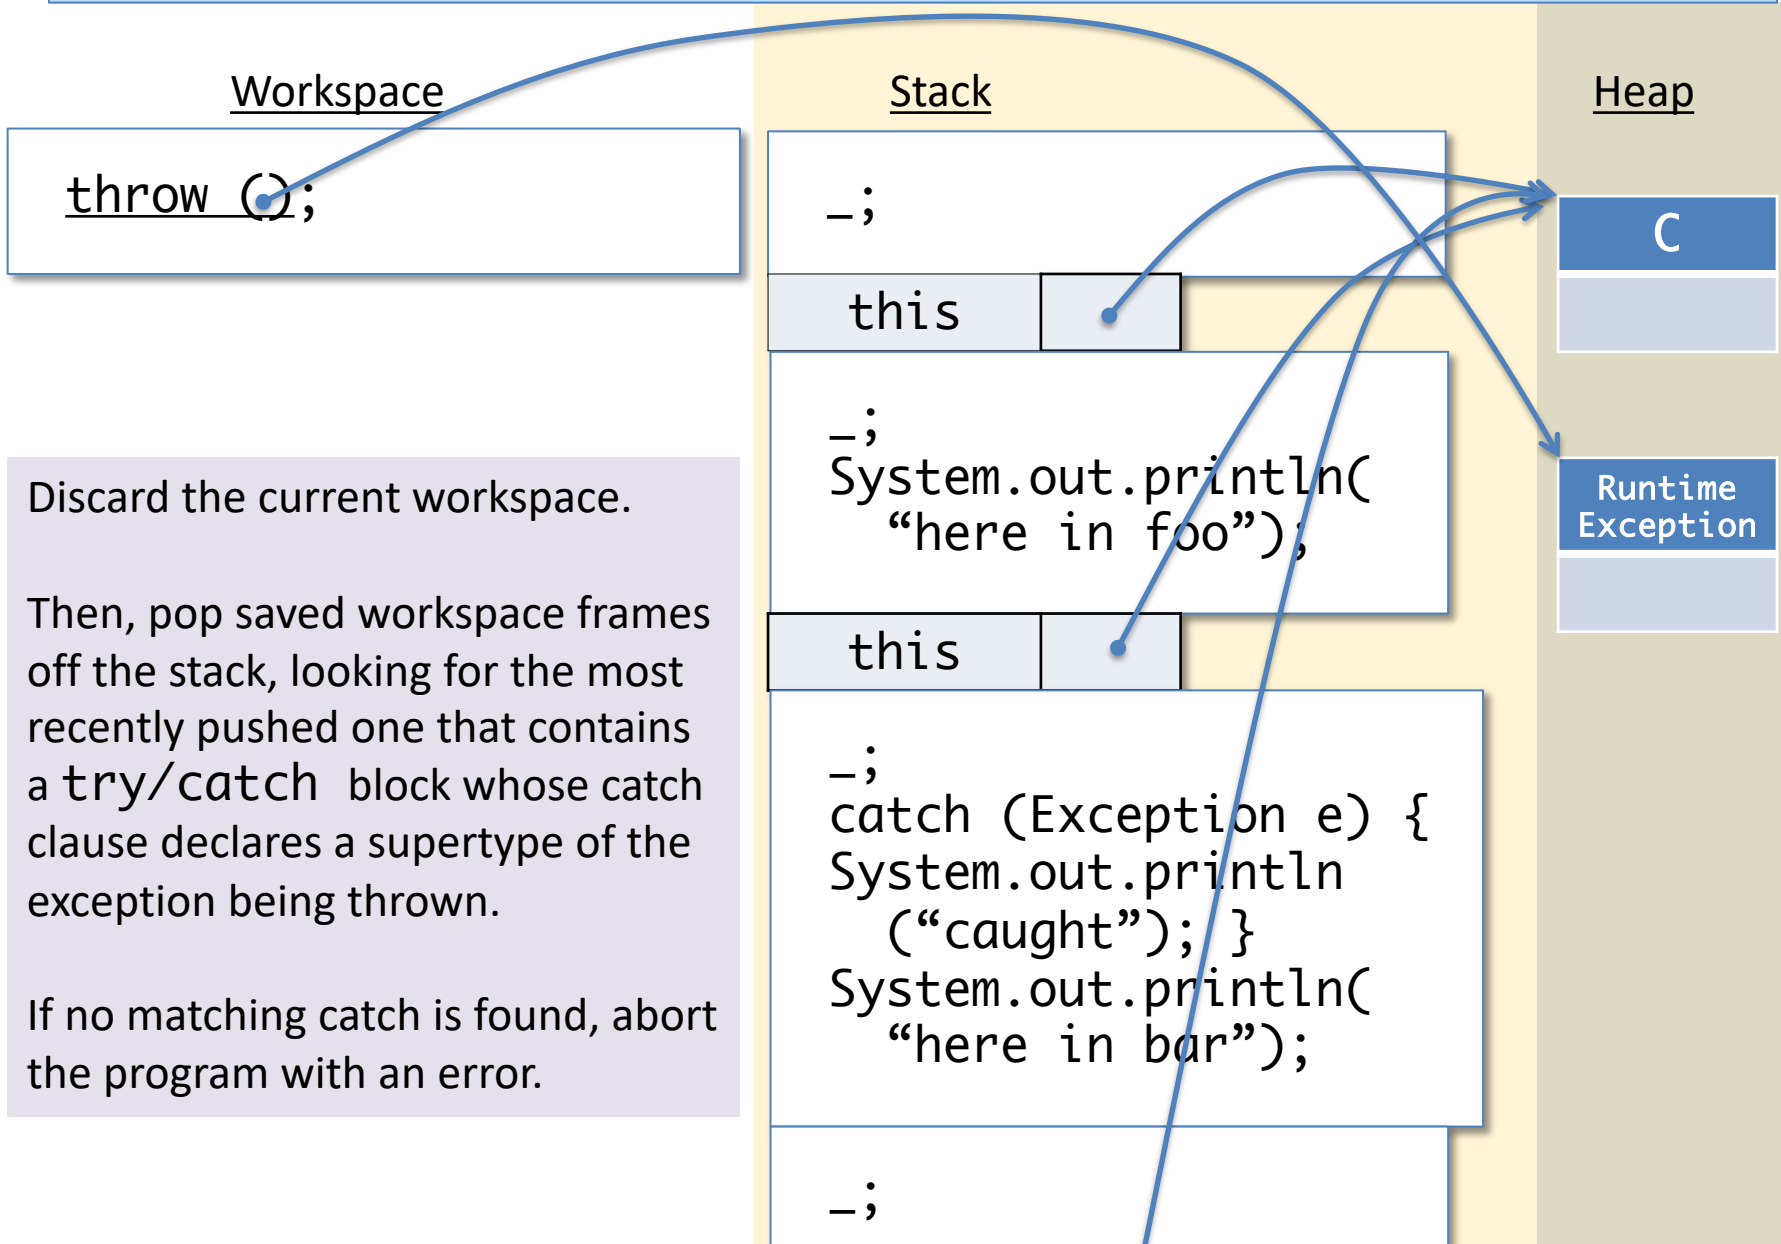 Workspace
Stack
Heap
throw ();
Discard the current workspace.
Then, pop saved workspace frames
off the stack, looking for the most
recently pushed one that contains
a try/catch block whose catch
clause declares a supertype of the
exception being thrown.
If no matching catch is found, abort
the program with an error.
_;
this
_;
System.out.println(
“here in foo”);
this
_;
catch (Exception e) {
System.out.println
(“caught”); }
System.out.println(
“here in bar”);
_;
C
Runtime
Exception